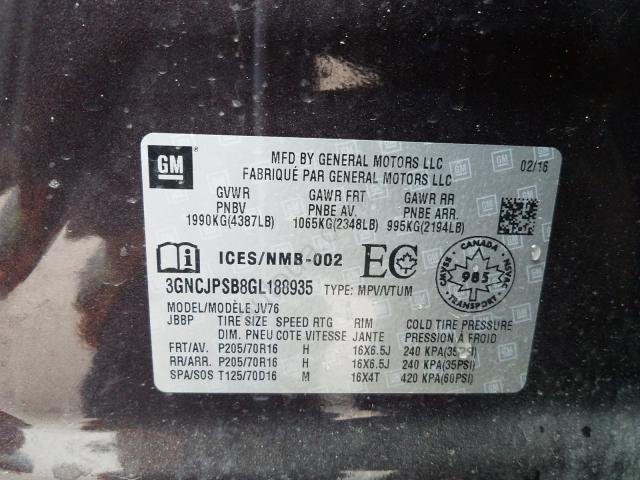 GM
MFD BY GENERAL MOTORS LLC 02/16
FABRIQUÉ PAR GENERAL MOTORS LLC
GVWR GAWR FRT GAWR RR
PNBV PNBE AV. PNBE ARR.
1990KG(4387LB) 1065KG(2348LB) 995KG(2194LB)
ICES/NMB-002 EC
CANADA
CMVSS 985 NSVAC
TRANSPORT
3GNCJPSB8GL180935 TYPE: MPV/VTUM
MODEL/MODÈLE JV76
JBBP TIRE SIZE SPEED RTG RIM COLD TIRE PRESSURE
DIM. PNEU COTE VITESSE JANTE PRESSION À FROID
FRT/AV. P205/70R16 H 16X6.5J 240 KPA(35PSI)
RR/ARR. P205/70R16 H 16X6.5J 240 KPA(35PSI)
SPA/SOS T125/70D16 M 16X4T 420 KPA(60PSI)